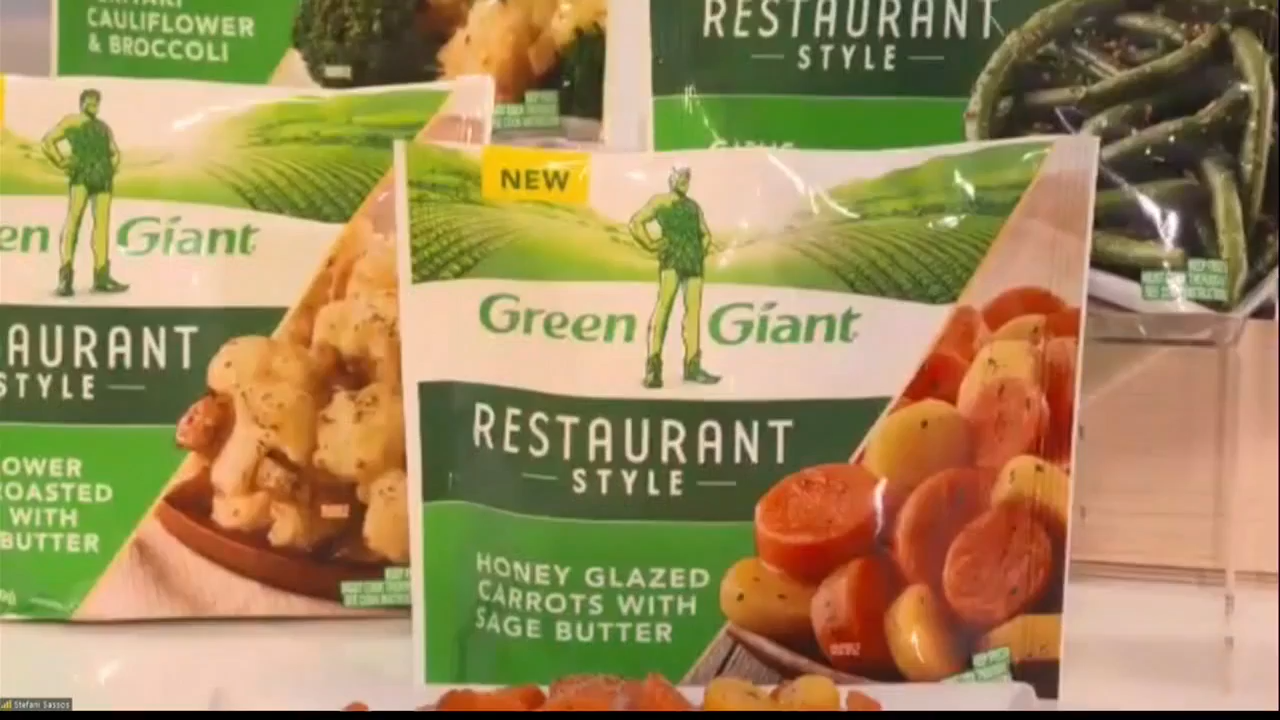 CAULIFLOWER
& BROCCOLI
RESTAURANT
STYLE
en Giant
AURANT
STYLE
OWER
ROASTED
WITH
BUTTER
NEW
Green Giant
RESTAURANT
STYLE
HONEY GLAZED
CARROTS WITH
SAGE BUTTER
Stefani Sassos